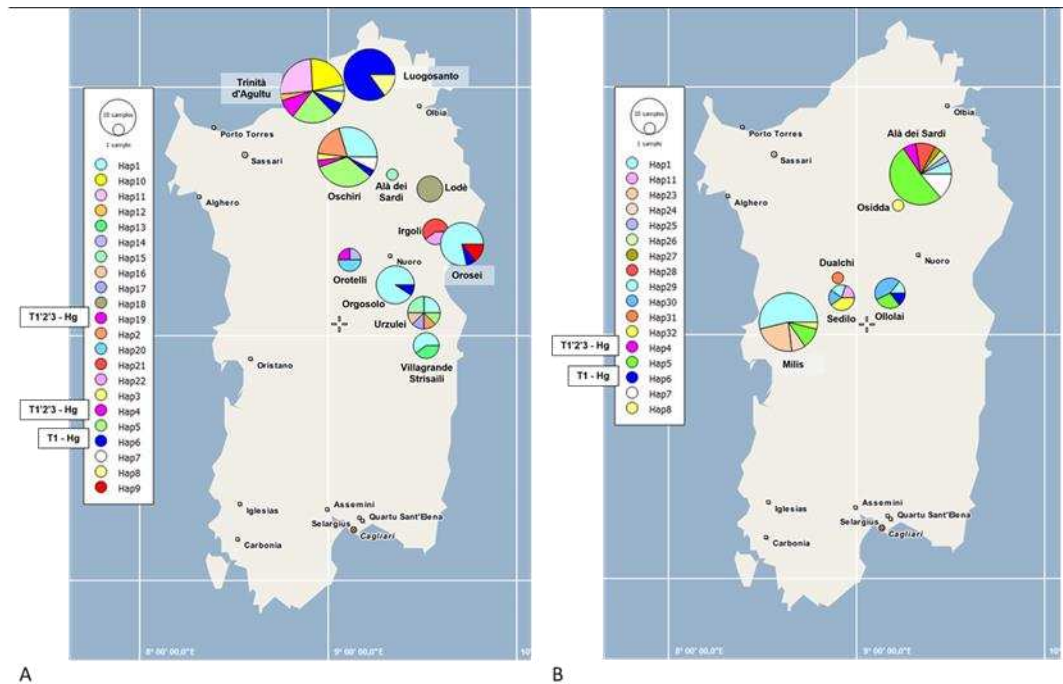 Trinità
d'Agultu
Luogosanto
Olbia
Porto Torres
Sassari
Alghero
Oschiri
Alà dei
Sardi
Lodè
Irgoli
Orosei
Nuoro
Orotelli
Orgosolo
Urzulei
Villagrande
Strisaili
Oristano
Iglesias
Carbonia
Assemini
Selargius
Quartu Sant'Elena
Cagliari
10 samples
1 sample
Hap1
Hap10
Hap11
Hap12
Hap13
Hap14
Hap15
Hap16
Hap17
Hap18
T1'2'3 - Hg
Hap19
Hap2
Hap20
Hap21
Hap22
Hap3
T1'2'3 - Hg
Hap4
Hap5
T1 - Hg
Hap6
Hap7
Hap8
Hap9
8° 00' 00,0"E
9° 00' 00,0"E
10°
A
Alà dei Sardi
Olbia
Porto Torres
Sassari
Alghero
Osidda
Nuoro
Dualchi
Sedilo
Ollolai
Milis
Iglesias
Carbonia
Assemini
Selargius
Quartu Sant'Elena
Cagliari
10 samples
1 sample
Hap1
Hap11
Hap23
Hap24
Hap25
Hap26
Hap27
Hap28
Hap29
Hap30
Hap31
Hap32
T1'2'3 - Hg
Hap4
Hap5
T1 - Hg
Hap6
Hap7
Hap8
8° 00' 00,0"E
9° 00' 00,0"E
10°
B